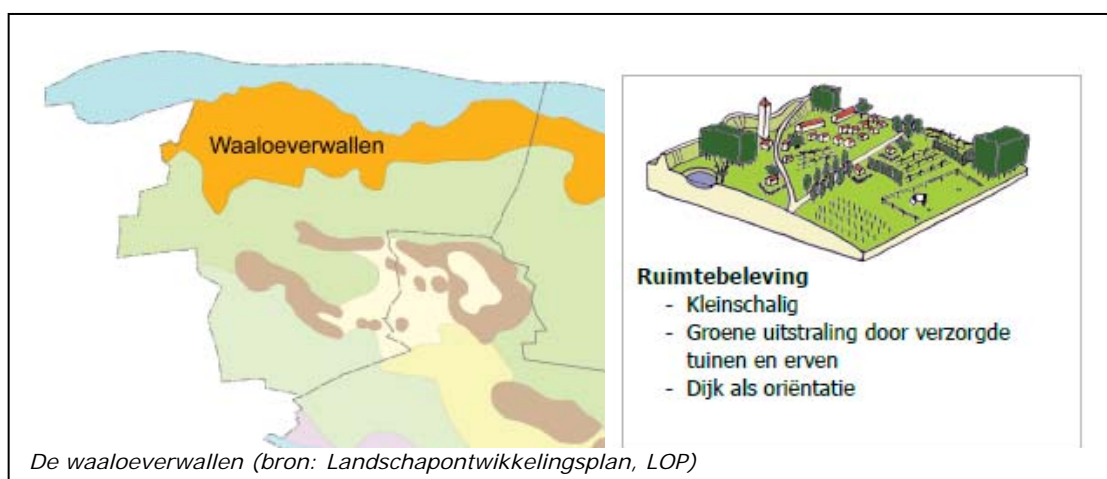 Waaloeverwallen
Ruimtebeleving
- Kleinschalig
- Groene uitstraling door verzorgde
tuinen en erven
- Dijk als oriëntatie
De waaloeverwallen (bron: Landschapontwikkelingsplan, LOP)